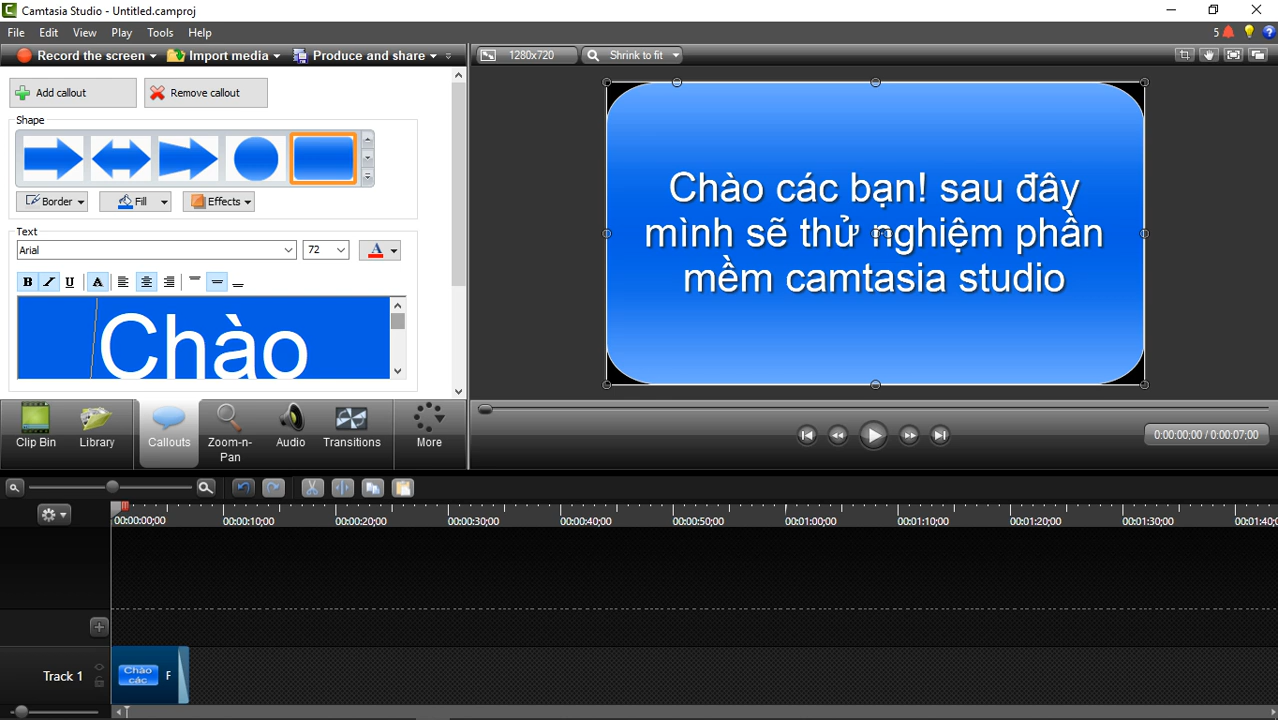 Camtasia Studio - Untitled.camproj
File Edit View Play Tools Help
Record the screen Import media Produce and share
1280x720 Shrink to fit
5
Add callout Remove callout
Shape
Border Fill Effects
Text
Arial 72 A
B I U A
Chào
Chào các bạn! sau đây
mình sẽ thử nghiệm phần
mềm camtasia studio
Clip Bin Library Callouts Zoom-n-Pan Audio Transitions More
0:00:00;00 / 0:00:07;00
00:00:00;00 00:00:10;00 00:00:20;00 00:00:30;00 00:00:40;00 00:00:50;00 00:01:00;00 00:01:10;00 00:01:20;00 00:01:30;00 00:01:40;0
Track 1
Chào
các
F